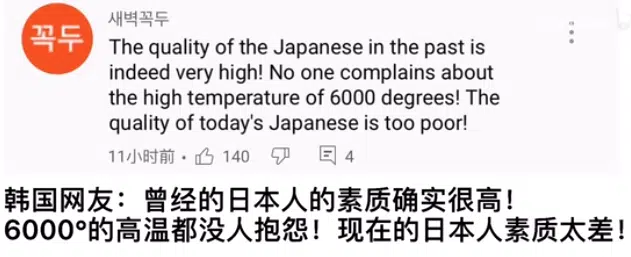 새벽꼭두
꼭두
The quality of the Japanese in the past is
indeed very high! No one complains about
the high temperature of 6000 degrees! The
quality of today's Japanese is too poor!
11小时前 · 140 4
韩国网友：曾经的日本人的素质确实很高！
6000°的高温都没人抱怨！现在的日本人素质太差！